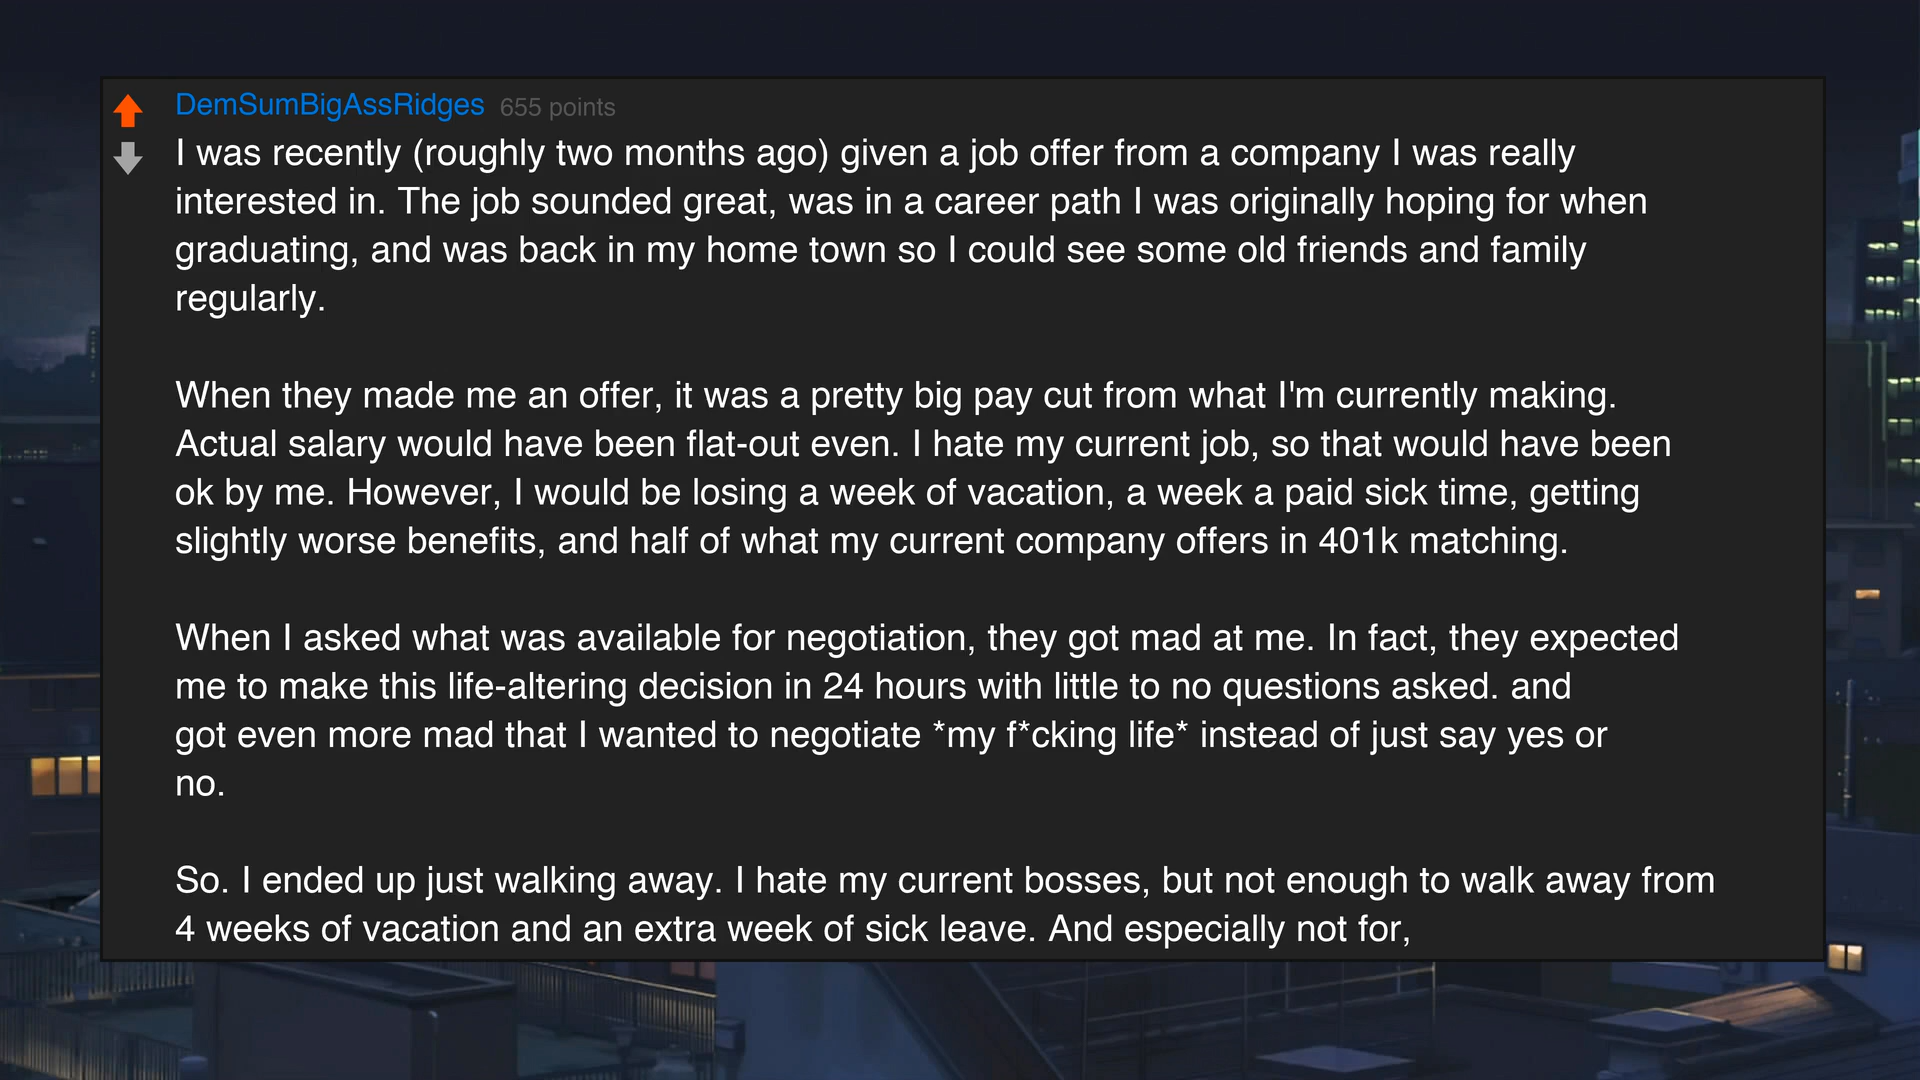 DemSumBigAssRidges 655 points
I was recently (roughly two months ago) given a job offer from a company I was really
interested in. The job sounded great, was in a career path I was originally hoping for when
graduating, and was back in my home town so I could see some old friends and family
regularly.
When they made me an offer, it was a pretty big pay cut from what I'm currently making.
Actual salary would have been flat-out even. I hate my current job, so that would have been
ok by me. However, I would be losing a week of vacation, a week a paid sick time, getting
slightly worse benefits, and half of what my current company offers in 401k matching.
When I asked what was available for negotiation, they got mad at me. In fact, they expected
me to make this life-altering decision in 24 hours with little to no questions asked. and
got even more mad that I wanted to negotiate *my f*cking life* instead of just say yes or
no.
So. I ended up just walking away. I hate my current bosses, but not enough to walk away from
4 weeks of vacation and an extra week of sick leave. And especially not for,